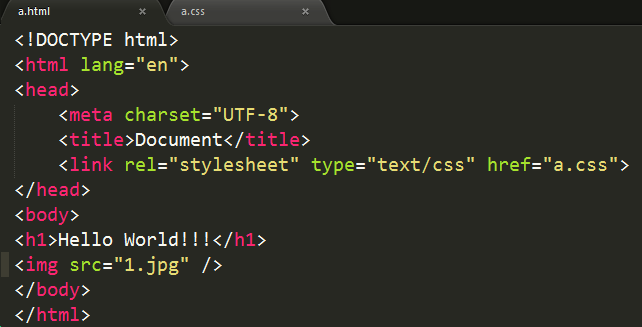 a.html × a.css ×
<!DOCTYPE html>
<html lang="en">
<head>
    <meta charset="UTF-8">
    <title>Document</title>
    <link rel="stylesheet" type="text/css" href="a.css">
</head>
<body>
<h1>Hello World!!!</h1>
<img src="1.jpg" />
</body>
</html>